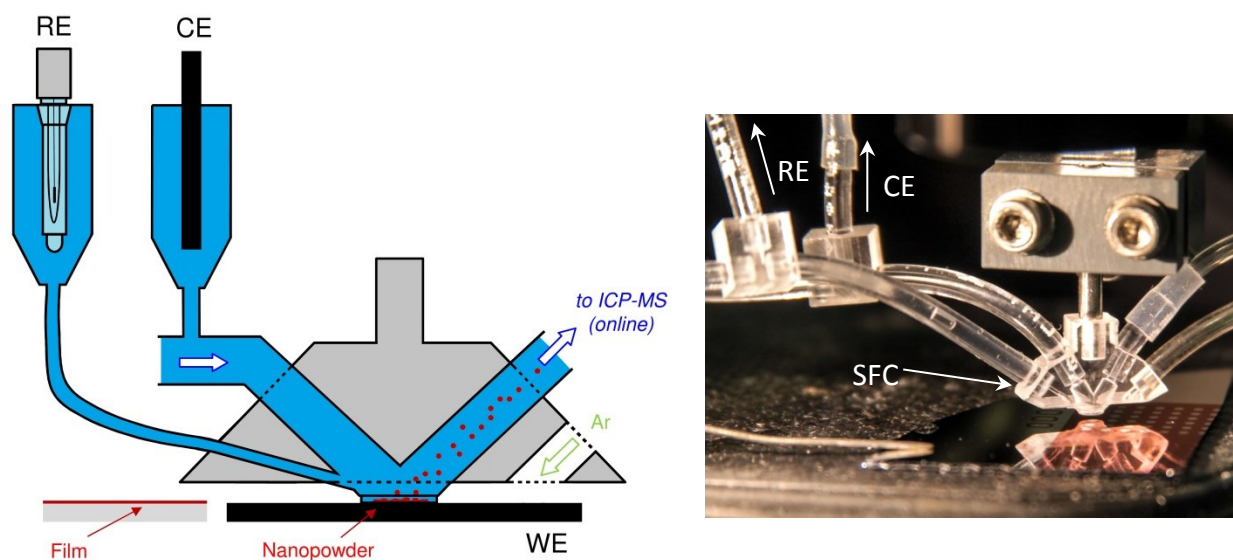 RE
CE
to ICP-MS
(online)
Ar
Film
Nanopowder
WE
RE
CE
SFC